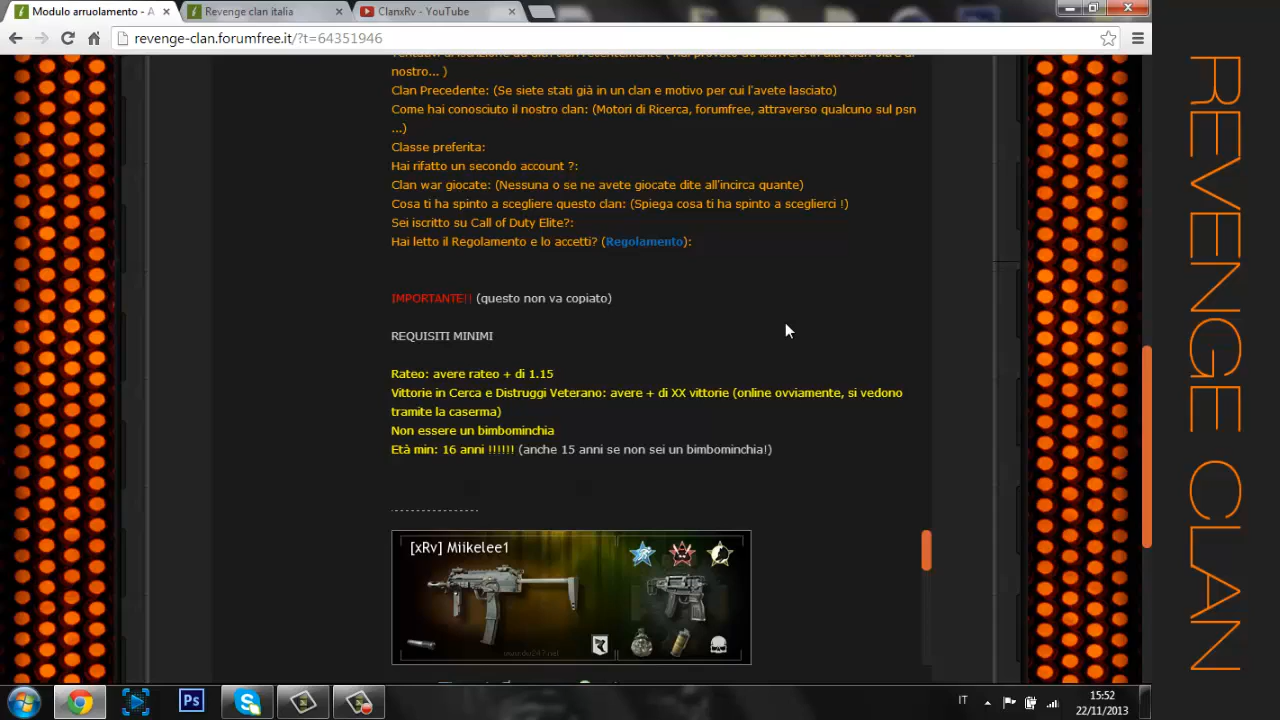 Modulo arruolamento - A
Revenge clan italia
ClanxRv - YouTube
revenge-clan.forumfree.it/?t=64351946
nostro... )
Clan Precedente: (Se siete stati già in un clan e motivo per cui l'avete lasciato)
Come hai conosciuto il nostro clan: (Motori di Ricerca, forumfree, attraverso qualcuno sul psn
...)
Classe preferita:
Hai rifatto un secondo account ?:
Clan war giocate: (Nessuna o se ne avete giocate dite all'incirca quante)
Cosa ti ha spinto a scegliere questo clan: (Spiega cosa ti ha spinto a sceglierci !)
Sei iscritto su Call of Duty Elite?:
Hai letto il Regolamento e lo accetti? (Regolamento):
IMPORTANTE!! (questo non va copiato)
REQUISITI MINIMI
Rateo: avere rateo + di 1.15
Vittorie in Cerca e Distruggi Veterano: avere + di XX vittorie (online ovviamente, si vedono
tramite la caserma)
Non essere un bimbominchia
Età min: 16 anni !!!!!! (anche 15 anni se non sei un bimbominchia!)
----------------
[xRv] Miikelee1
REVENGE CLAN
Ps
IT
15:52
22/11/2013